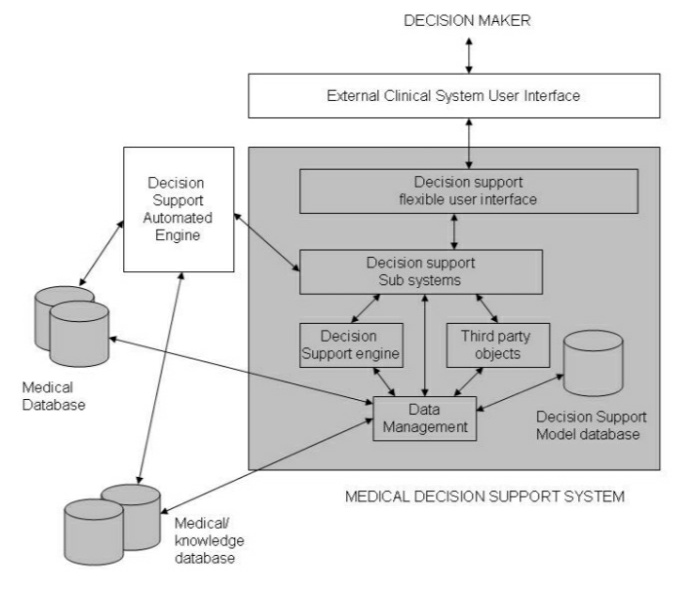 DECISION MAKER
External Clinical System User Interface
Decision
Support
Automated
Engine
Decision support
flexible user interface
Decision support
Sub systems
Decision
Support engine
Third party
objects
Medical
Database
Data
Management
Decision Support
Model database
MEDICAL DECISION SUPPORT SYSTEM
Medical/
knowledge
database